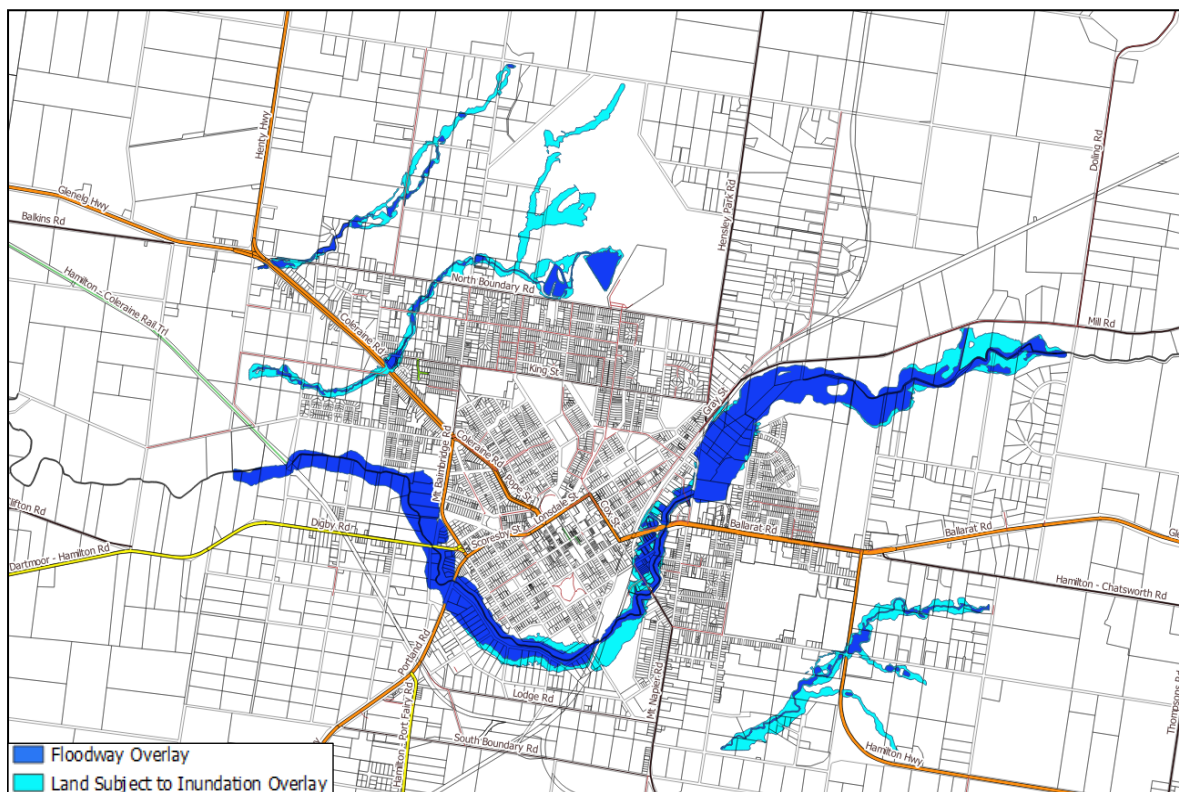 Henty Hwy
Glenelg Hwy
Balkins Rd
Hamilton - Coleraine Rail Trl
Coleraine Rd
North Boundary Rd
Hensley Park Rd
Doling Rd
Mill Rd
King St
Gray St
Mt Bainbridge Rd
Coleraine Rd
Lonsdale St
Cox St
Scoresby St
Digby Rd
Dartmoor - Hamilton Rd
Ballarat Rd
Ballarat Rd
Hamilton - Chatsworth Rd
Portland Rd
Hamilton - Port Fairy Rd
Lodge Rd
South Boundary Rd
Mt Napier Rd
Hamilton Hwy
Thompsons Rd
Floodway Overlay
Land Subject to Inundation Overlay